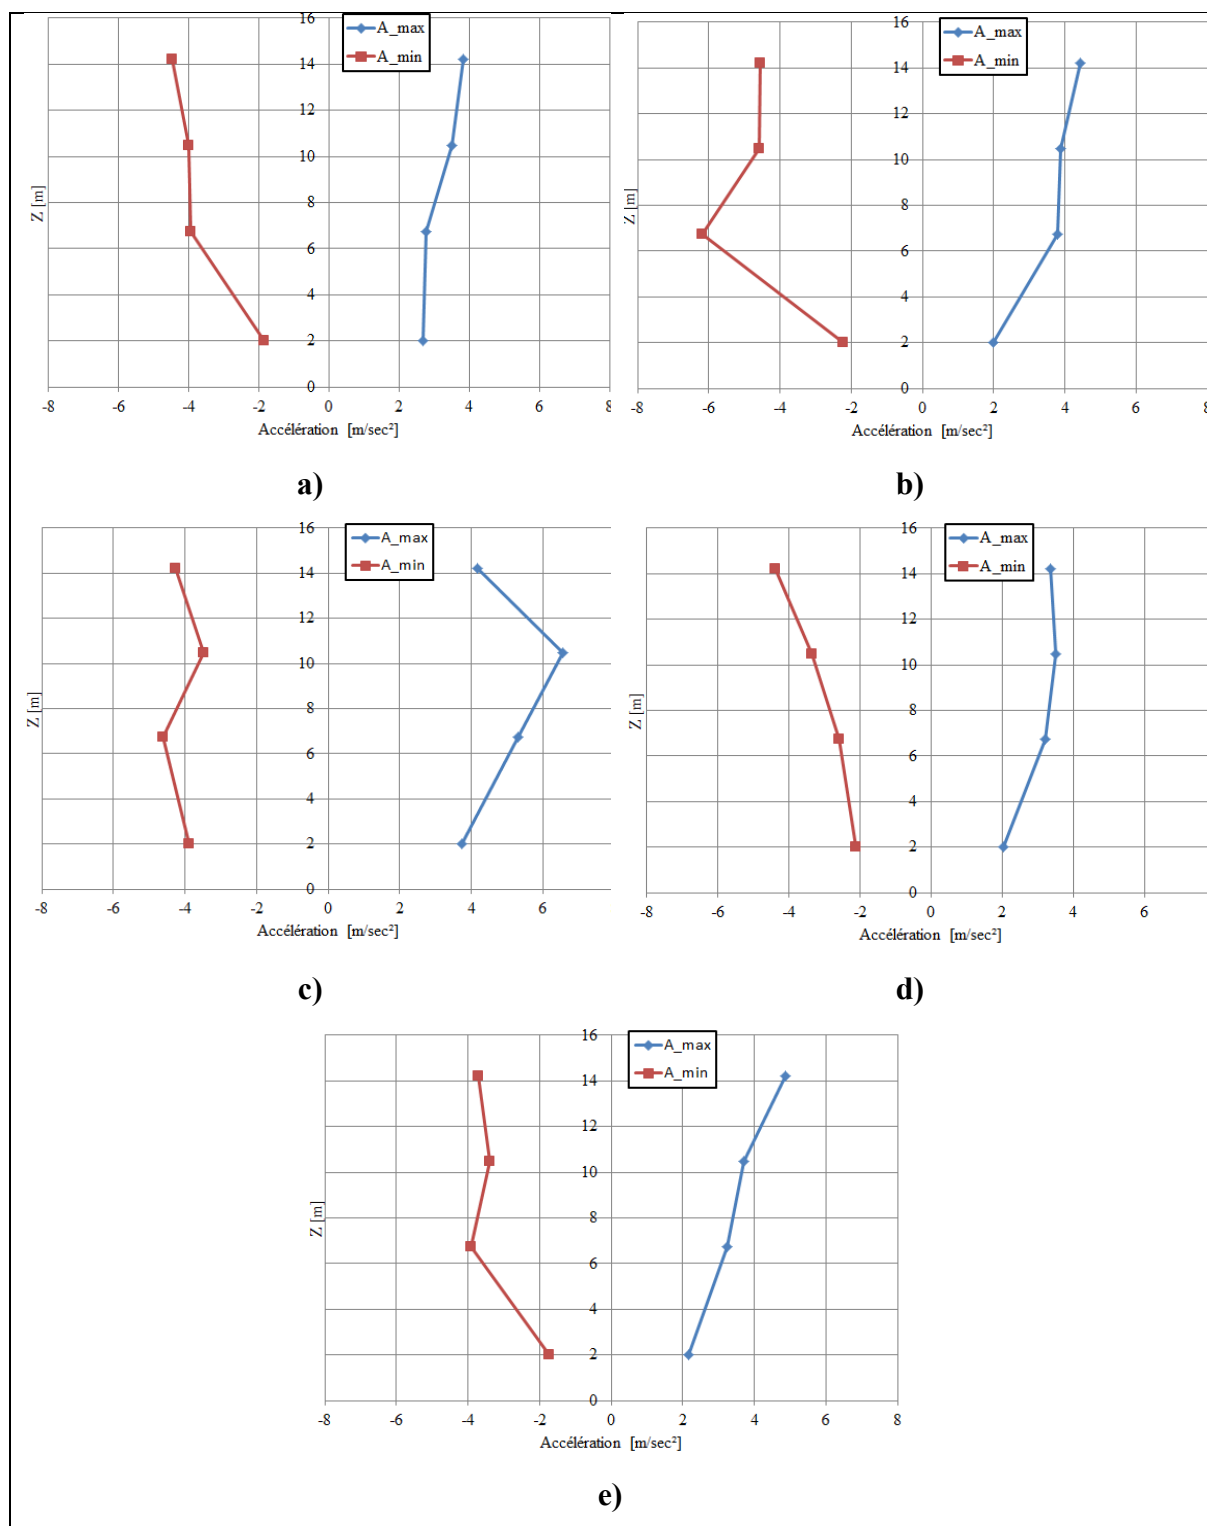 A_max
A_min
16
14
12
10
8
6
4
2
0
Z [m]
-8 -6 -4 -2 0 2 4 6 8
Accélération [m/sec²]
a)
A_max
A_min
16
14
12
10
8
6
4
2
0
Z [m]
-8 -6 -4 -2 0 2 4 6 8
Accélération [m/sec²]
b)
A_max
A_min
16
14
12
10
8
6
4
2
0
Z [m]
-8 -6 -4 -2 0 2 4 6
Accélération [m/sec²]
c)
A_max
A_min
16
14
12
10
8
6
4
2
0
Z [m]
-8 -6 -4 -2 0 2 4 6
Accélération [m/sec²]
d)
A_max
A_min
16
14
12
10
8
6
4
2
0
Z [m]
-8 -6 -4 -2 0 2 4 6 8
Accélération [m/sec²]
e)